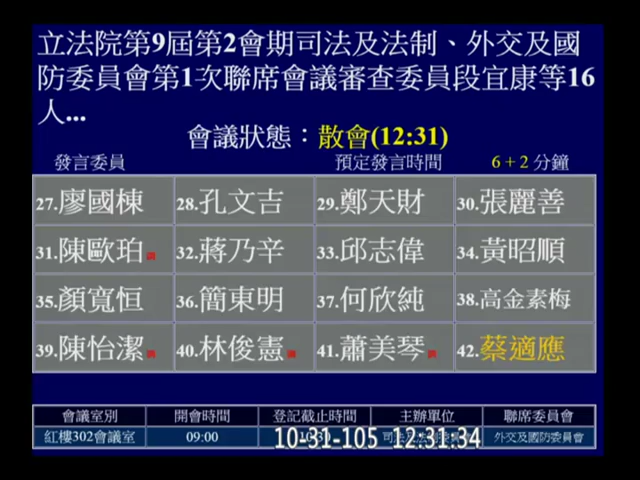 立法院第9屆第2會期司法及法制、外交及國
防委員會第1次聯席會議審查委員段宜康等16
人...
會議狀態：散會(12:31)
發言委員 預定發言時間 6+2 分鐘
27.廖國棟 28.孔文吉 29.鄭天財 30.張麗善
31.陳歐珀 32.蔣乃辛 33.邱志偉 34.黃昭順
35.顏寬恒 36.簡東明 37.何欣純 38.高金素梅
39.陳怡潔 40.林俊憲 41.蕭美琴 42.蔡適應
會議室別 開會時間 登記截止時間 主辦單位 聯席委員會
紅樓302會議室 09:00 外交及國防委員會
10-31-105 12:31:34